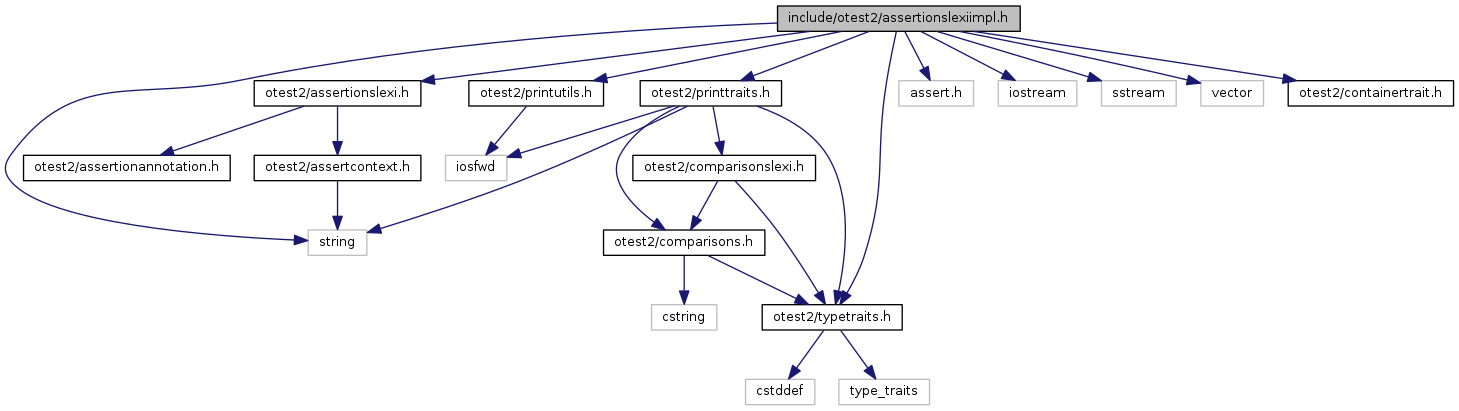 include/otest2/assertionslexiimpl.h
otest2/assertionslexi.h
otest2/printutils.h
otest2/printtraits.h
assert.h
iostream
sstream
vector
otest2/containertrait.h
otest2/assertionannotation.h
otest2/assertcontext.h
iosfwd
otest2/comparisonslexi.h
string
otest2/comparisons.h
cstring
otest2/typetraits.h
cstddef
type_traits